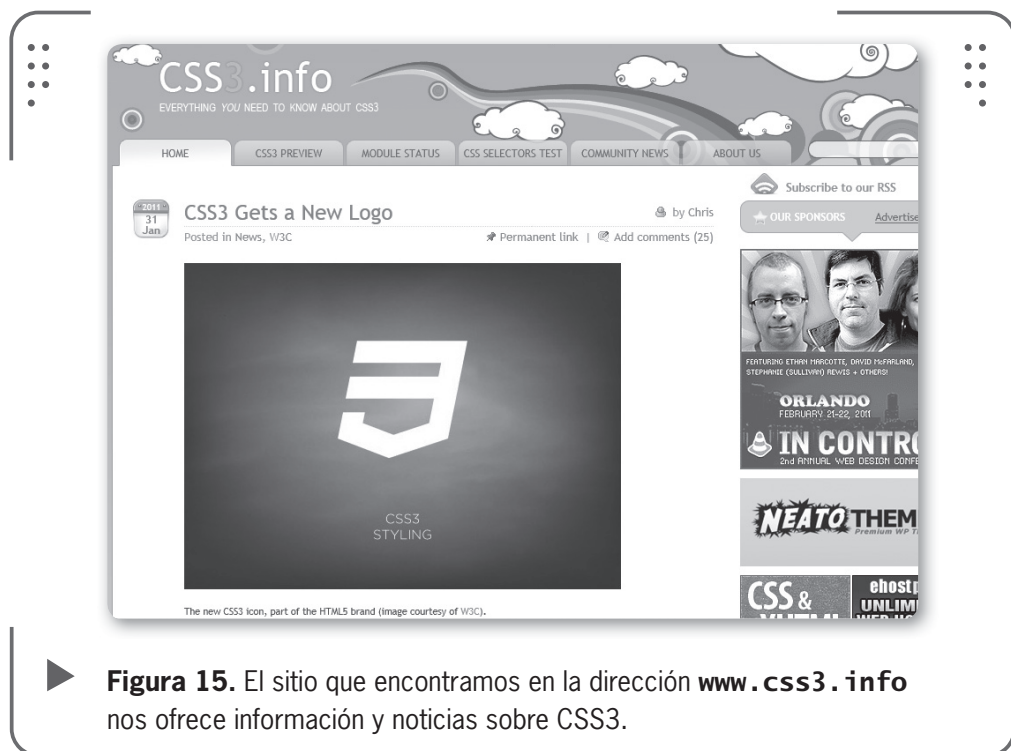 CSS3.info
EVERYTHING YOU NEED TO KNOW ABOUT CSS3
HOME CSS3 PREVIEW MODULE STATUS CSS SELECTORS TEST COMMUNITY NEWS ABOUT US
Subscribe to our RSS
2011
31
Jan
CSS3 Gets a New Logo
by Chris
Posted in News, W3C
Permanent link | Add comments (25)
OUR SPONSORS Advertise
CSS3
STYLING
The new CSS3 icon, part of the HTML5 brand (image courtesy of W3C).
FEATURING ETHAN MARCOTTE, DAVID McFARLAND,
STEPHANIE (SULLIVAN) REWIS + OTHERS!
ORLANDO
FEBRUARY 21-22, 2011
IN CONTRO
2nd ANNUAL WEB DESIGN CONFE
NEATO THEM
Premium WP T
CSS &
ehost
UNLIM
Figura 15. El sitio que encontramos en la dirección www.css3.info
nos ofrece información y noticias sobre CSS3.